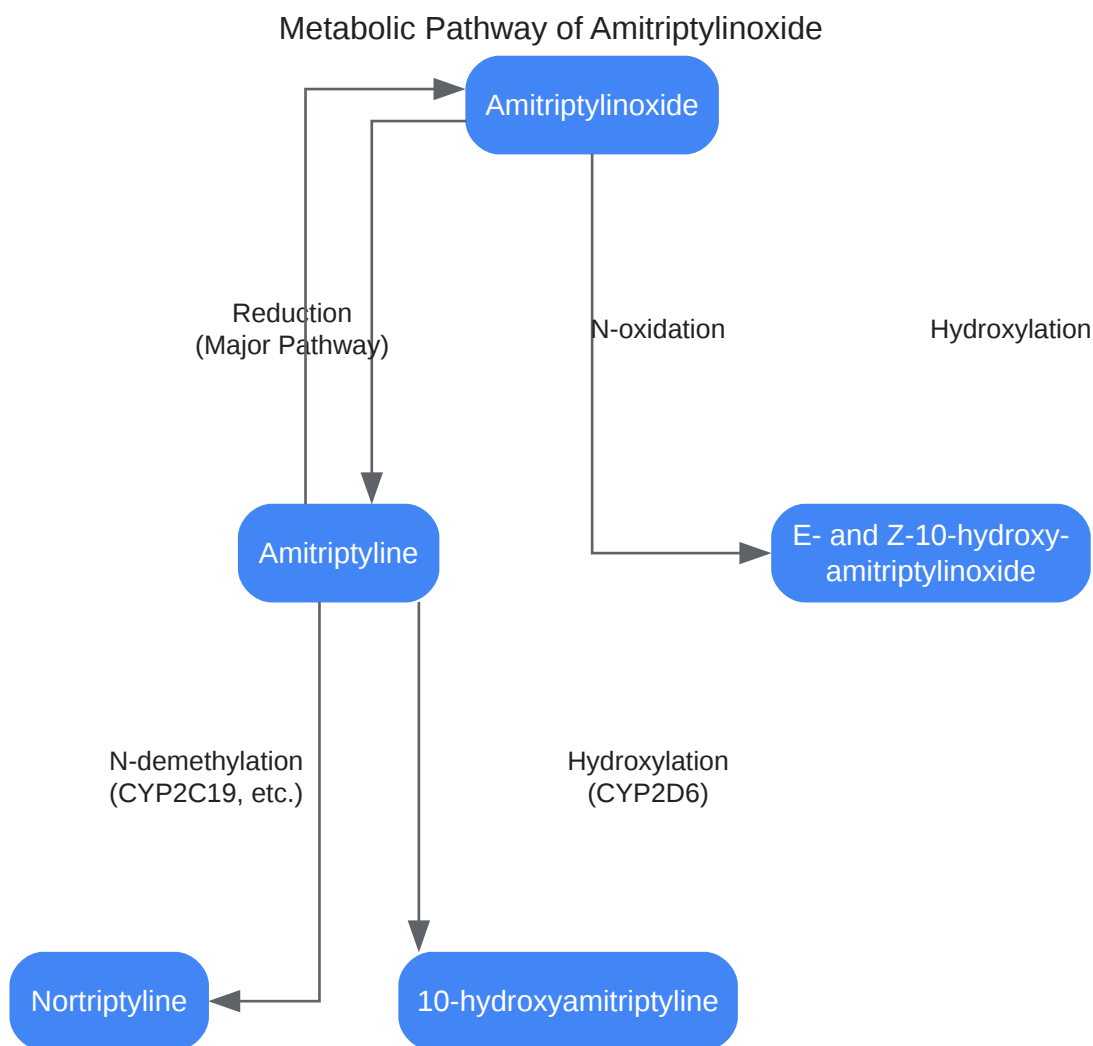 Metabolic Pathway of Amitriptylinoxide
Amitriptylinoxide
Reduction
(Major Pathway)
N-oxidation
Hydroxylation
Amitriptyline
E- and Z-10-hydroxy-
amitriptylinoxide
N-demethylation
(CYP2C19, etc.)
Hydroxylation
(CYP2D6)
Nortriptyline
10-hydroxyamitriptyline